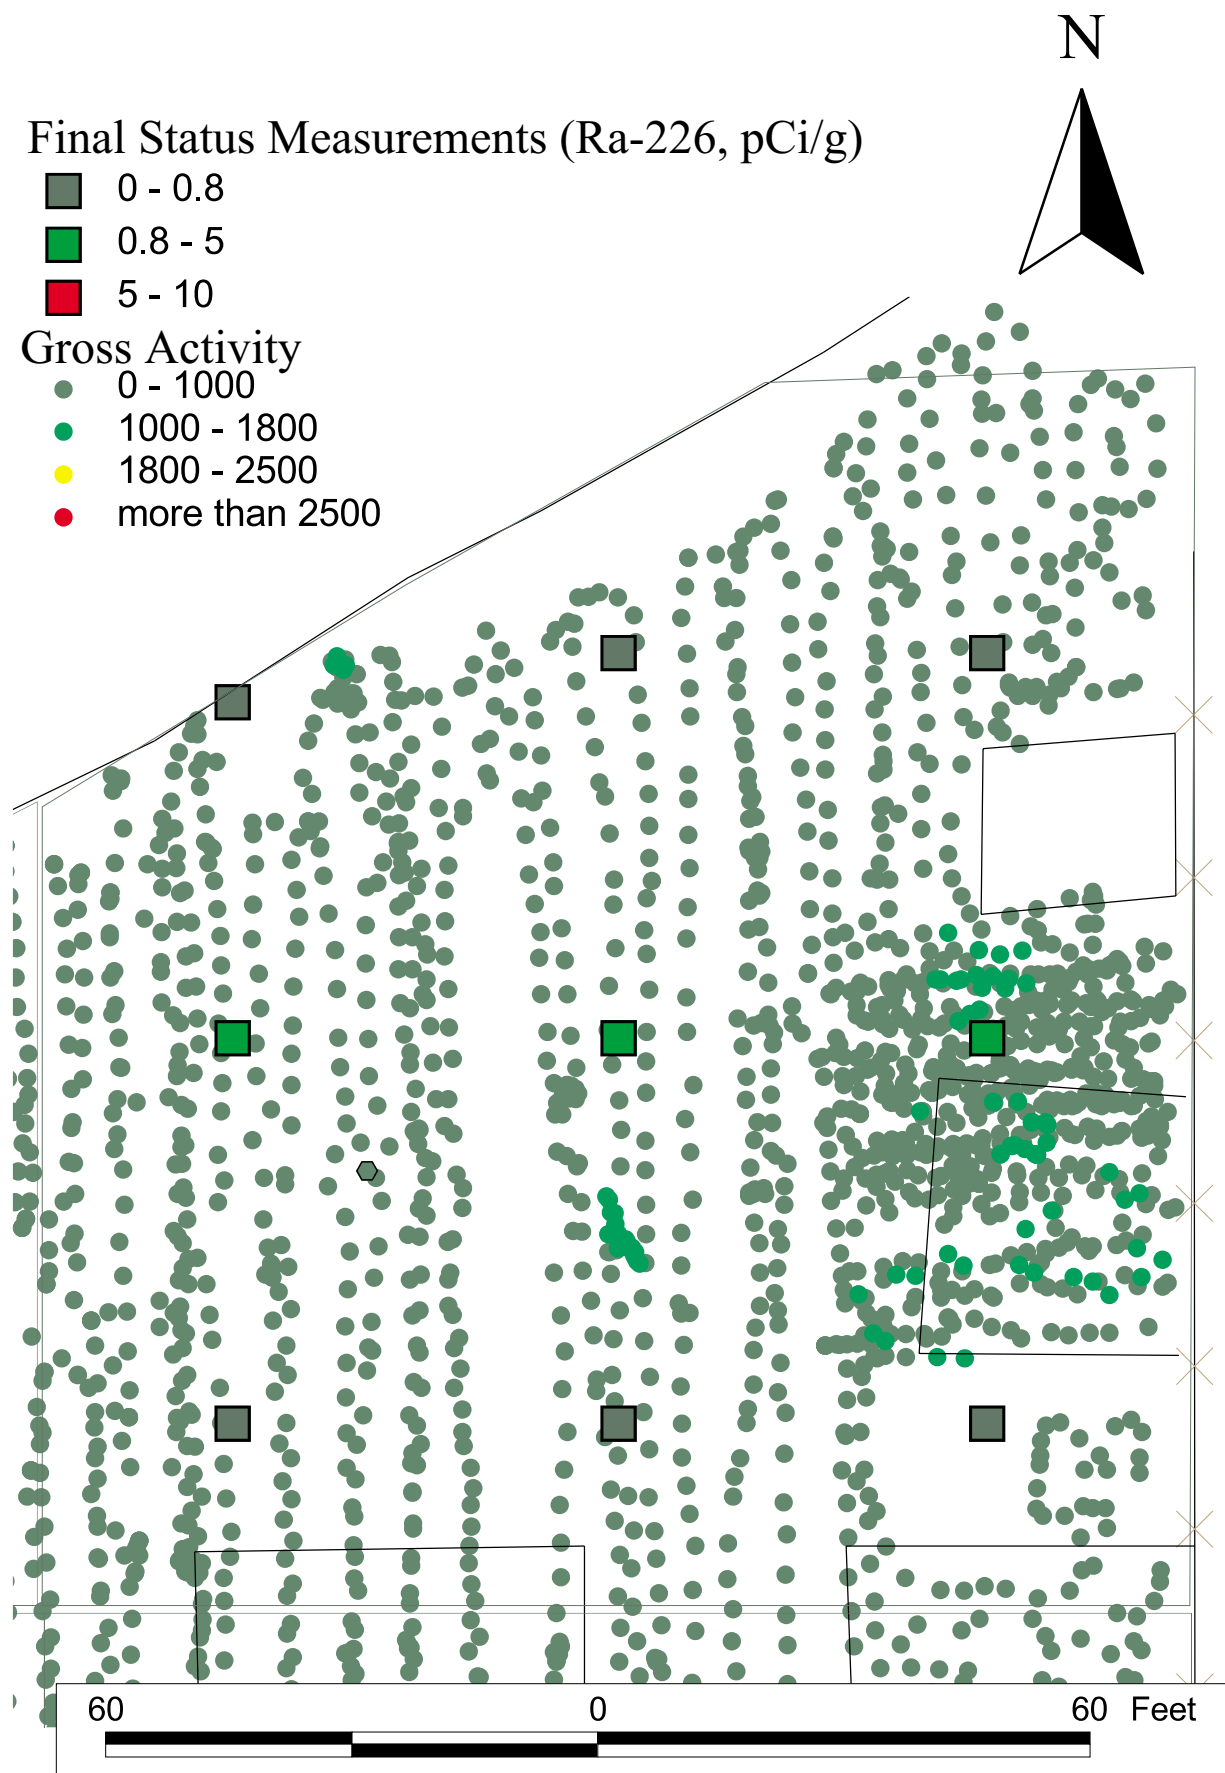 N
Final Status Measurements (Ra-226, pCi/g)
0 - 0.8
0.8 - 5
5 - 10
Gross Activity
0 - 1000
1000 - 1800
1800 - 2500
more than 2500
60 0 60 Feet